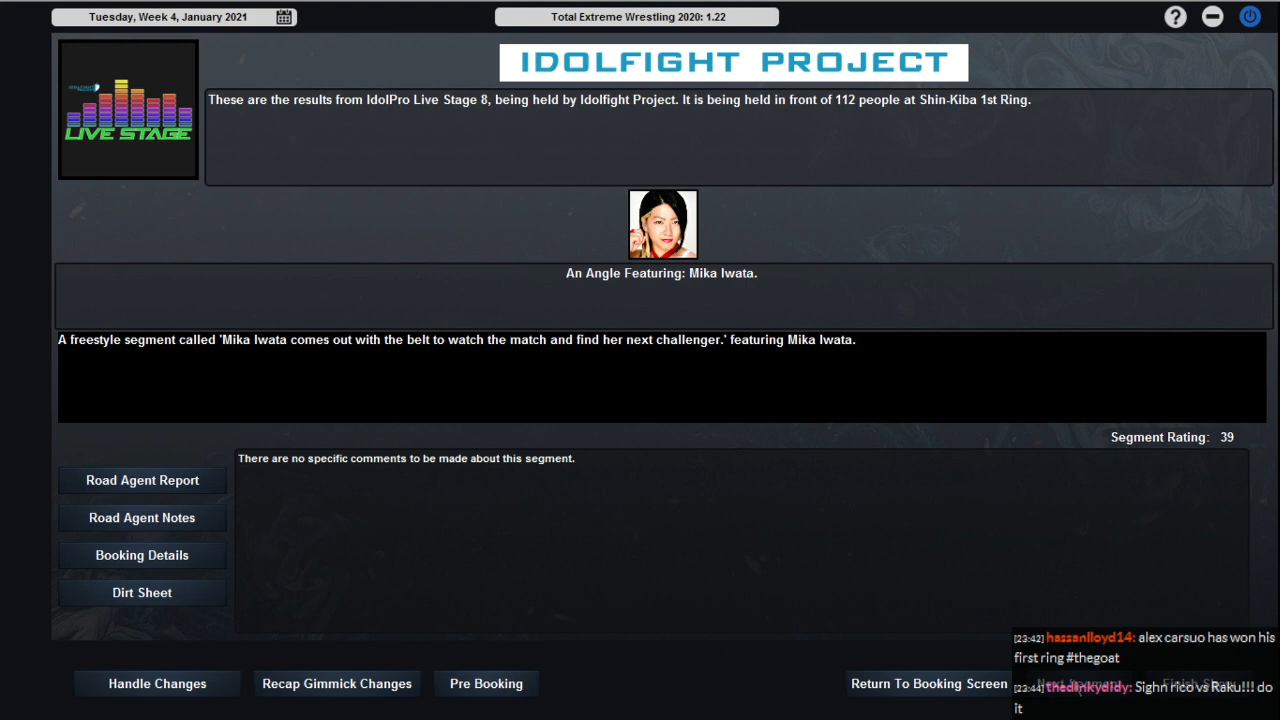 Tuesday, Week 4, January 2021
Total Extreme Wrestling 2020: 1.22
?
IDOLFIGHT PROJECT
LIVE STAGE
These are the results from IdolPro Live Stage 8, being held by Idolfight Project. It is being held in front of 112 people at Shin-Kiba 1st Ring.
An Angle Featuring: Mika Iwata.
A freestyle segment called 'Mika Iwata comes out with the belt to watch the match and find her next challenger.' featuring Mika Iwata.
Segment Rating: 39
There are no specific comments to be made about this segment.
Road Agent Report
Road Agent Notes
Booking Details
Dirt Sheet
[23:42] hassanlloyd14: alex carsuo has won his
first ring #thegoat
[23:44] thedinkydidy: Sighn rico vs Raku!!! do
it
Handle Changes
Recap Gimmick Changes
Pre Booking
Return To Booking Screen
Next Segment
Finish Show